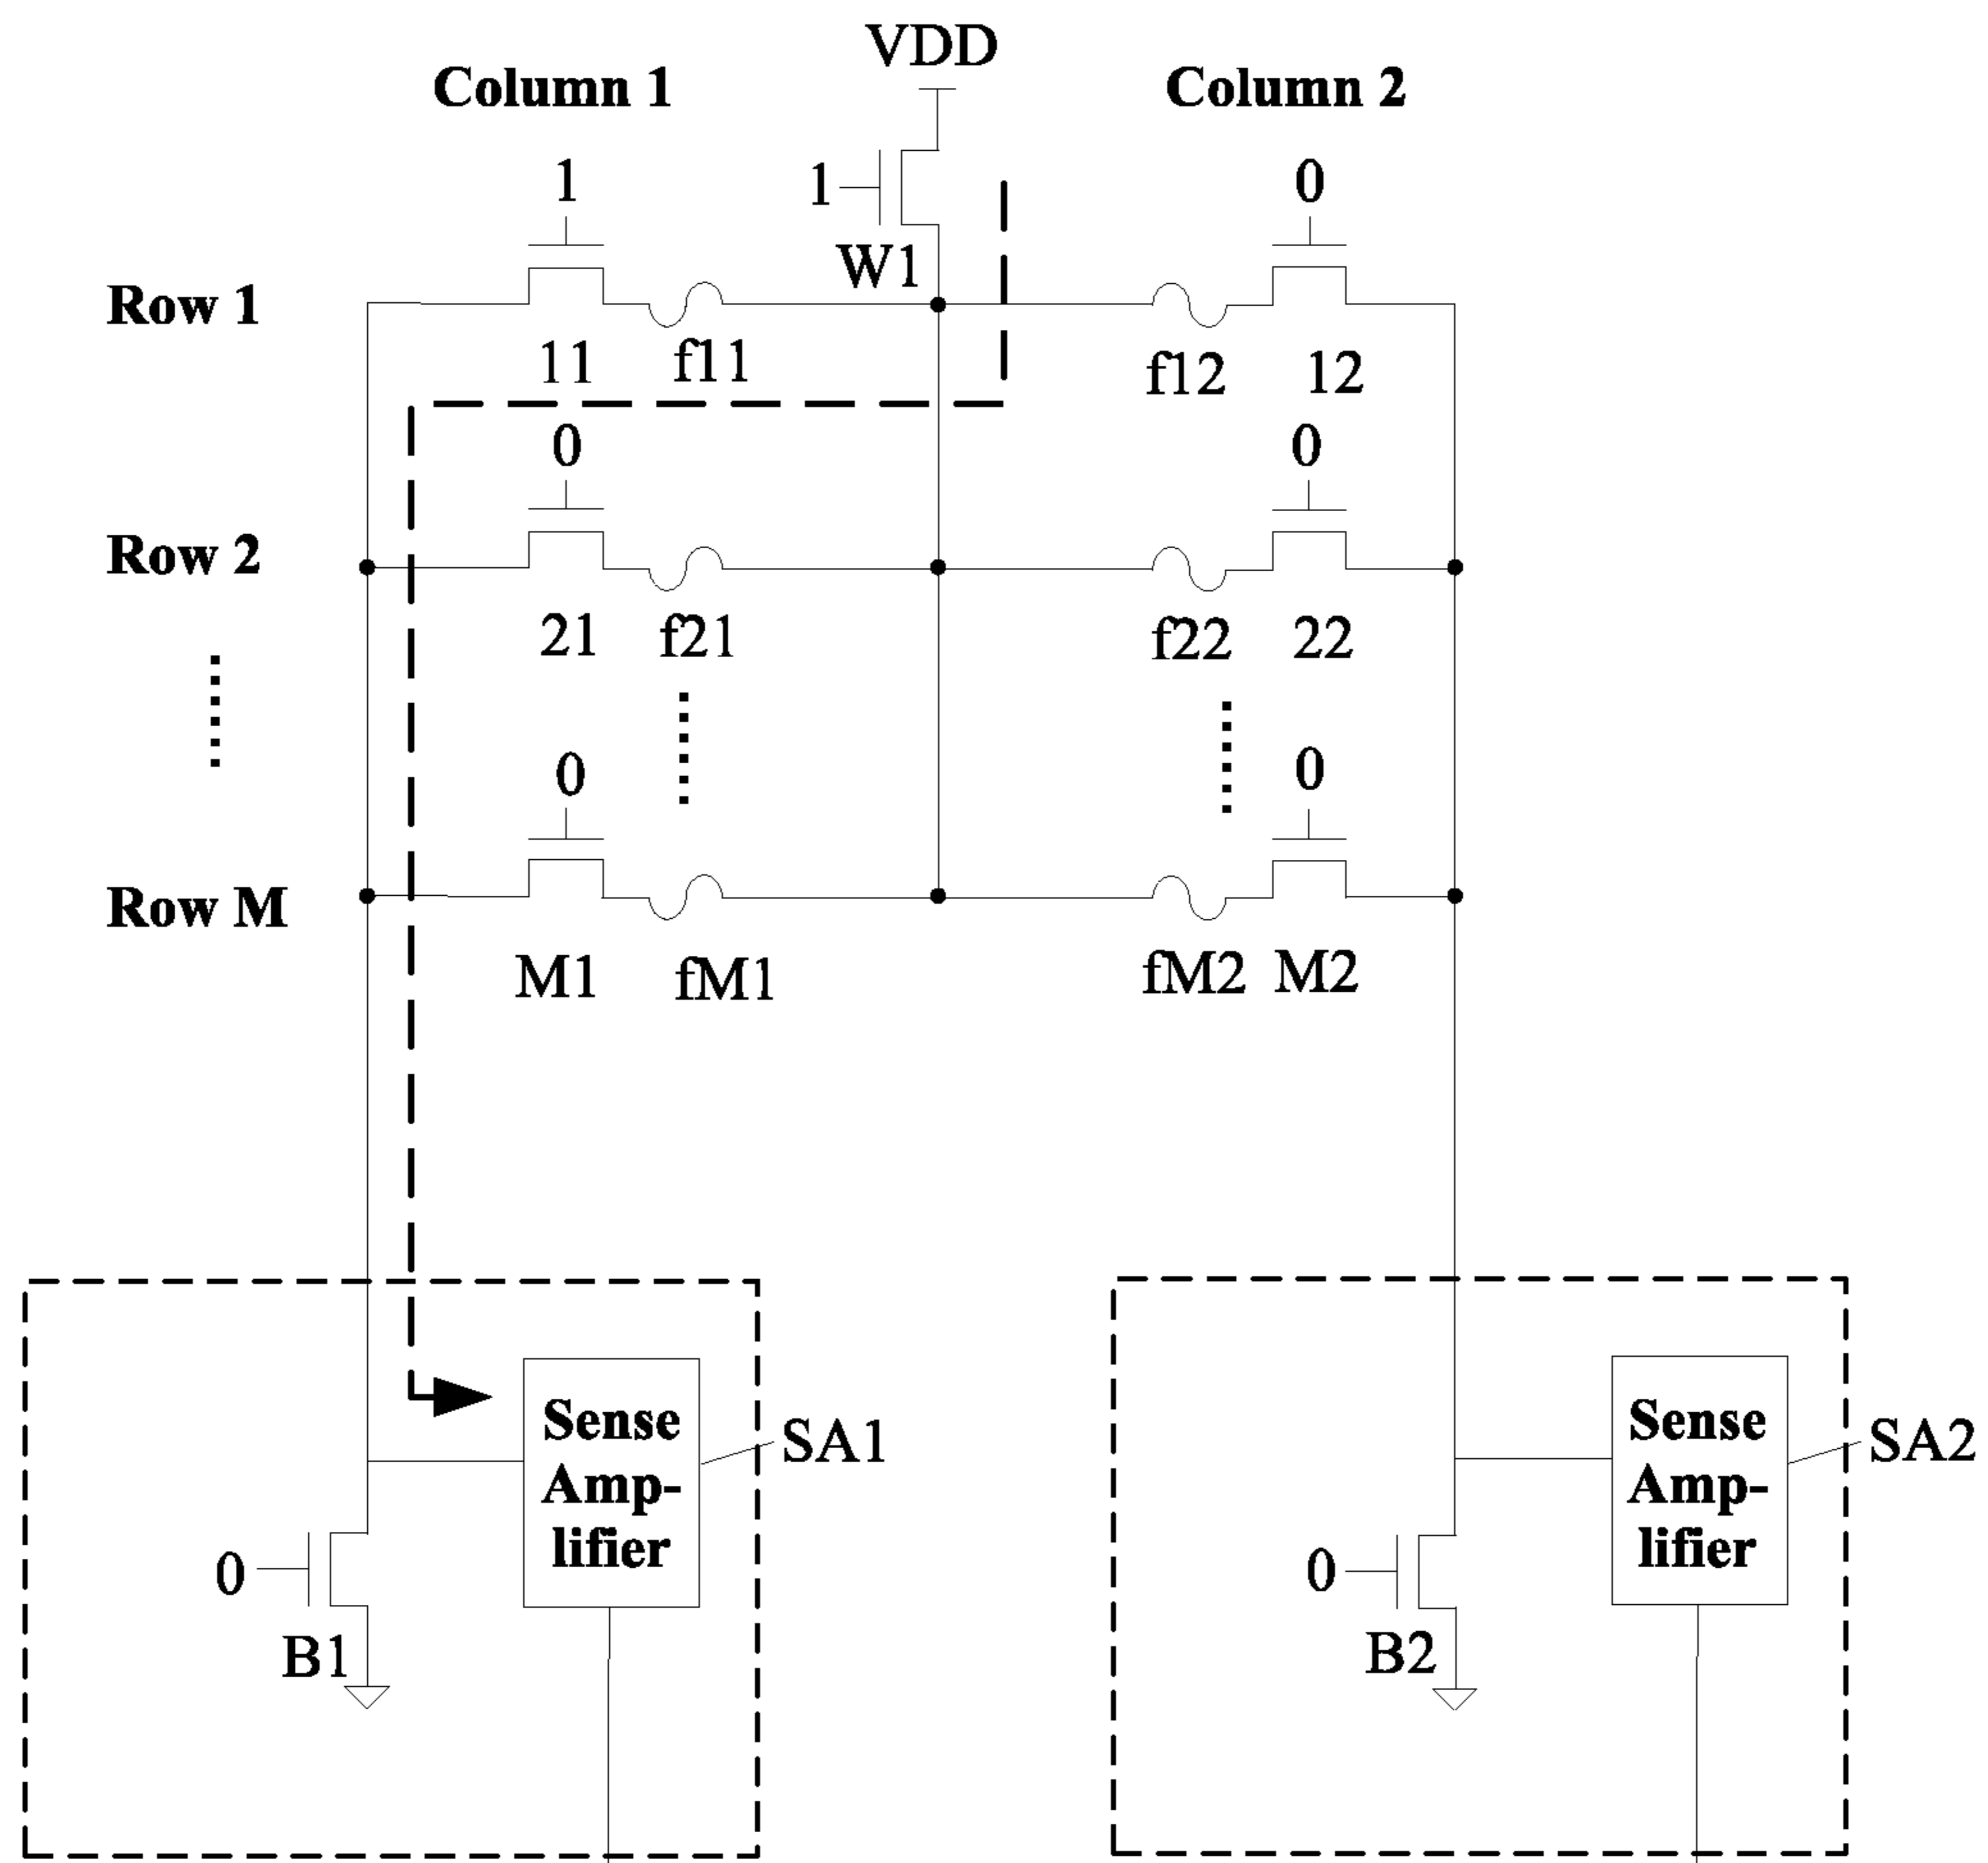 VDD
Column 1
Column 2
1
1
0
W1
Row 1
11
f11
f12
12
0
0
Row 2
21
f21
f22
22
0
0
Row M
M1
fM1
fM2
M2
Sense
Amp-
lifier
SA1
Sense
Amp-
lifier
SA2
0
B1
0
B2